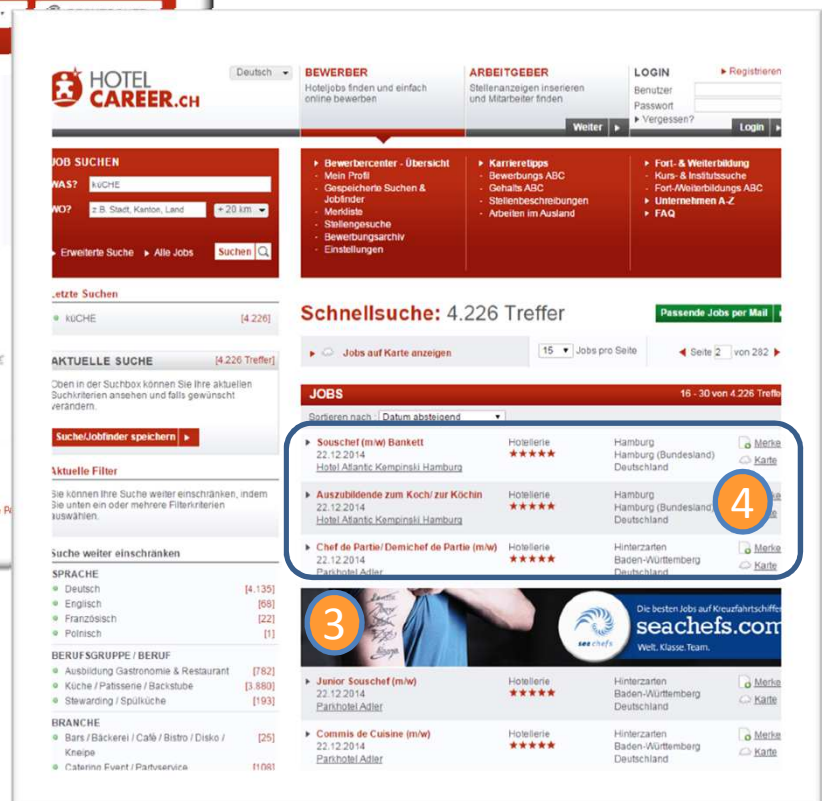 HOTEL
CAREER.CH
Deutsch
BEWERBER
Hoteljobs finden und einfach
online bewerben
ARBEITGEBER
Stellenanzeigen inserieren
und Mitarbeiter finden
Weiter
LOGIN
Registrieren
Benutzer
Passwort
Vergessen?
Login
JOB SUCHEN
WAS? küCHE
WO? z.B. Stadt, Kanton, Land + 20 km
Erweiterte Suche Alle Jobs Suchen
Bewerbercenter - Übersicht
- Mein Profil
- Gespeicherte Suchen &
Jobfinder
- Merkliste
- Stellengesuche
- Bewerbungsarchiv
- Einstellungen
Karrieretipps
- Bewerbungs ABC
- Gehalts ABC
- Stellenbeschreibungen
- Arbeiten im Ausland
Fort- & Weiterbildung
- Kurs- & Institutssuche
- Fort-/Weiterbildungs ABC
Unternehmen A-Z
FAQ
Letzte Suchen
küCHE [4.226]
AKTUELLE SUCHE [4.226 Treffer]
Oben in der Suchbox können Sie Ihre aktuellen
Suchkriterien ansehen und falls gewünscht
verändern.
Suche/Jobfinder speichern
Aktuelle Filter
Sie können Ihre Suche weiter einschränken, indem
Sie unten ein oder mehrere Filterkriterien
auswählen.
Suche weiter einschränken
SPRACHE
Deutsch [4.135]
Englisch [68]
Französisch [22]
Polnisch [1]
BERUFSGRUPPE / BERUF
Ausbildung Gastronomie & Restaurant [782]
Küche / Patisserie / Backstube [3.880]
Stewarding / Spülküche [193]
BRANCHE
Bars / Bäckerei / Café / Bistro / Disko / [25]
Kneipe
Catering Event / Partyservice [108]
Schnellsuche: 4.226 Treffer
Passende Jobs per Mail
Jobs auf Karte anzeigen
15 Jobs pro Seite
Seite 2 von 282
JOBS 16 - 30 von 4.226 Treffe
Sortieren nach : Datum absteigend
Souschef (m/w) Bankett Hotellerie Hamburg Merke
22.12.2014 ★★★★★ Hamburg (Bundesland) Karte
Hotel Atlantic Kempinski Hamburg Deutschland
Auszubildende zum Koch/ zur Köchin Hotellerie Hamburg
22.12.2014 ★★★★★ Hamburg (Bundesland)
Hotel Atlantic Kempinski Hamburg Deutschland
4
Chef de Partie/ Demichef de Partie (m/w) Hotellerie Hinterzarten Merke
22.12.2014 ★★★★★ Baden-Württemberg Karte
Parkhotel Adler Deutschland
3
see chefs
Die besten Jobs auf Kreuzfahrtschiffen
seachefs.com
Welt. Klasse. Team.
Junior Souschef (m/w) Hotellerie Hinterzarten Merke
22.12.2014 ★★★★★ Baden-Württemberg Karte
Parkhotel Adler Deutschland
Commis de Cuisine (m/w) Hotellerie Hinterzarten Merke
22.12.2014 ★★★★★ Baden-Württemberg Karte
Parkhotel Adler Deutschland